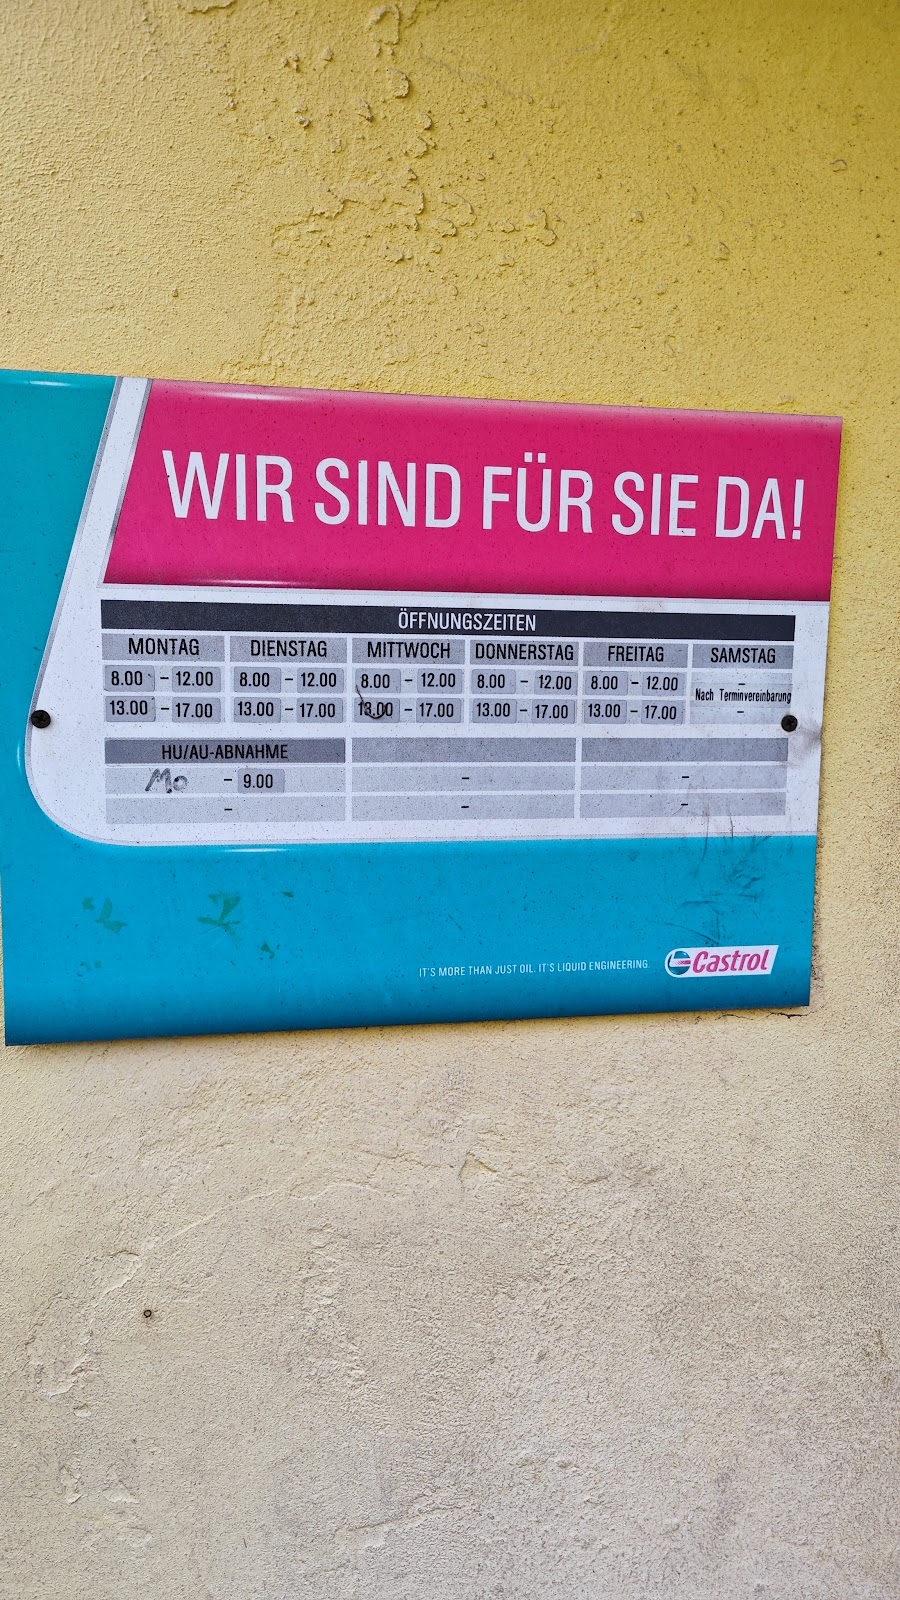 WIR SIND FÜR SIE DA!
ÖFFNUNGSZEITEN
MONTAG DIENSTAG MITTWOCH DONNERSTAG FREITAG SAMSTAG
8.00 - 12.00 8.00 - 12.00 8.00 - 12.00 8.00 - 12.00 8.00 - 12.00 -
Nach Terminvereinbarung
13.00 - 17.00 13.00 - 17.00 13.00 - 17.00 13.00 - 17.00 13.00 - 17.00 -
HU/AU-ABNAHME
Mo - 9.00 - -
- - -
IT'S MORE THAN JUST OIL. IT'S LIQUID ENGINEERING. Castrol